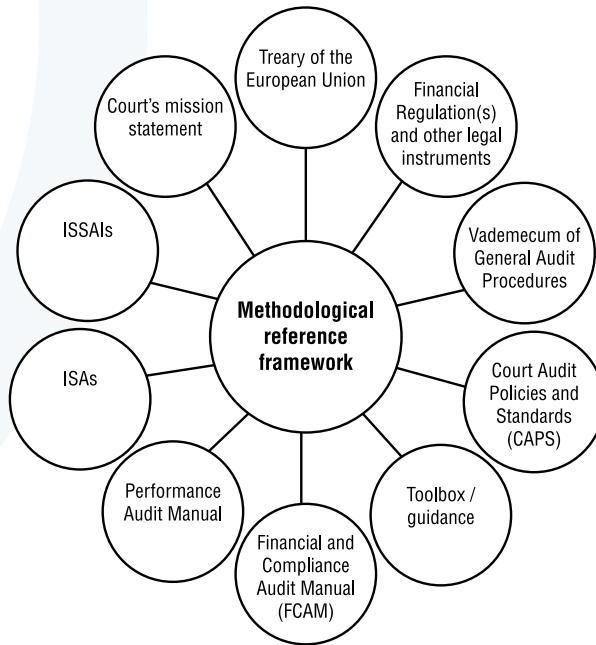 Treary of the
European Union
Financial
Regulation(s)
and other legal
instruments
Vademecum of
General Audit
Procedures
Court Audit
Policies and
Standards
(CAPS)
Toolbox /
guidance
Financial and
Compliance
Audit Manual
(FCAM)
Performance
Audit Manual
ISAs
ISSAIs
Court's mission
statement
Methodological
reference
framework